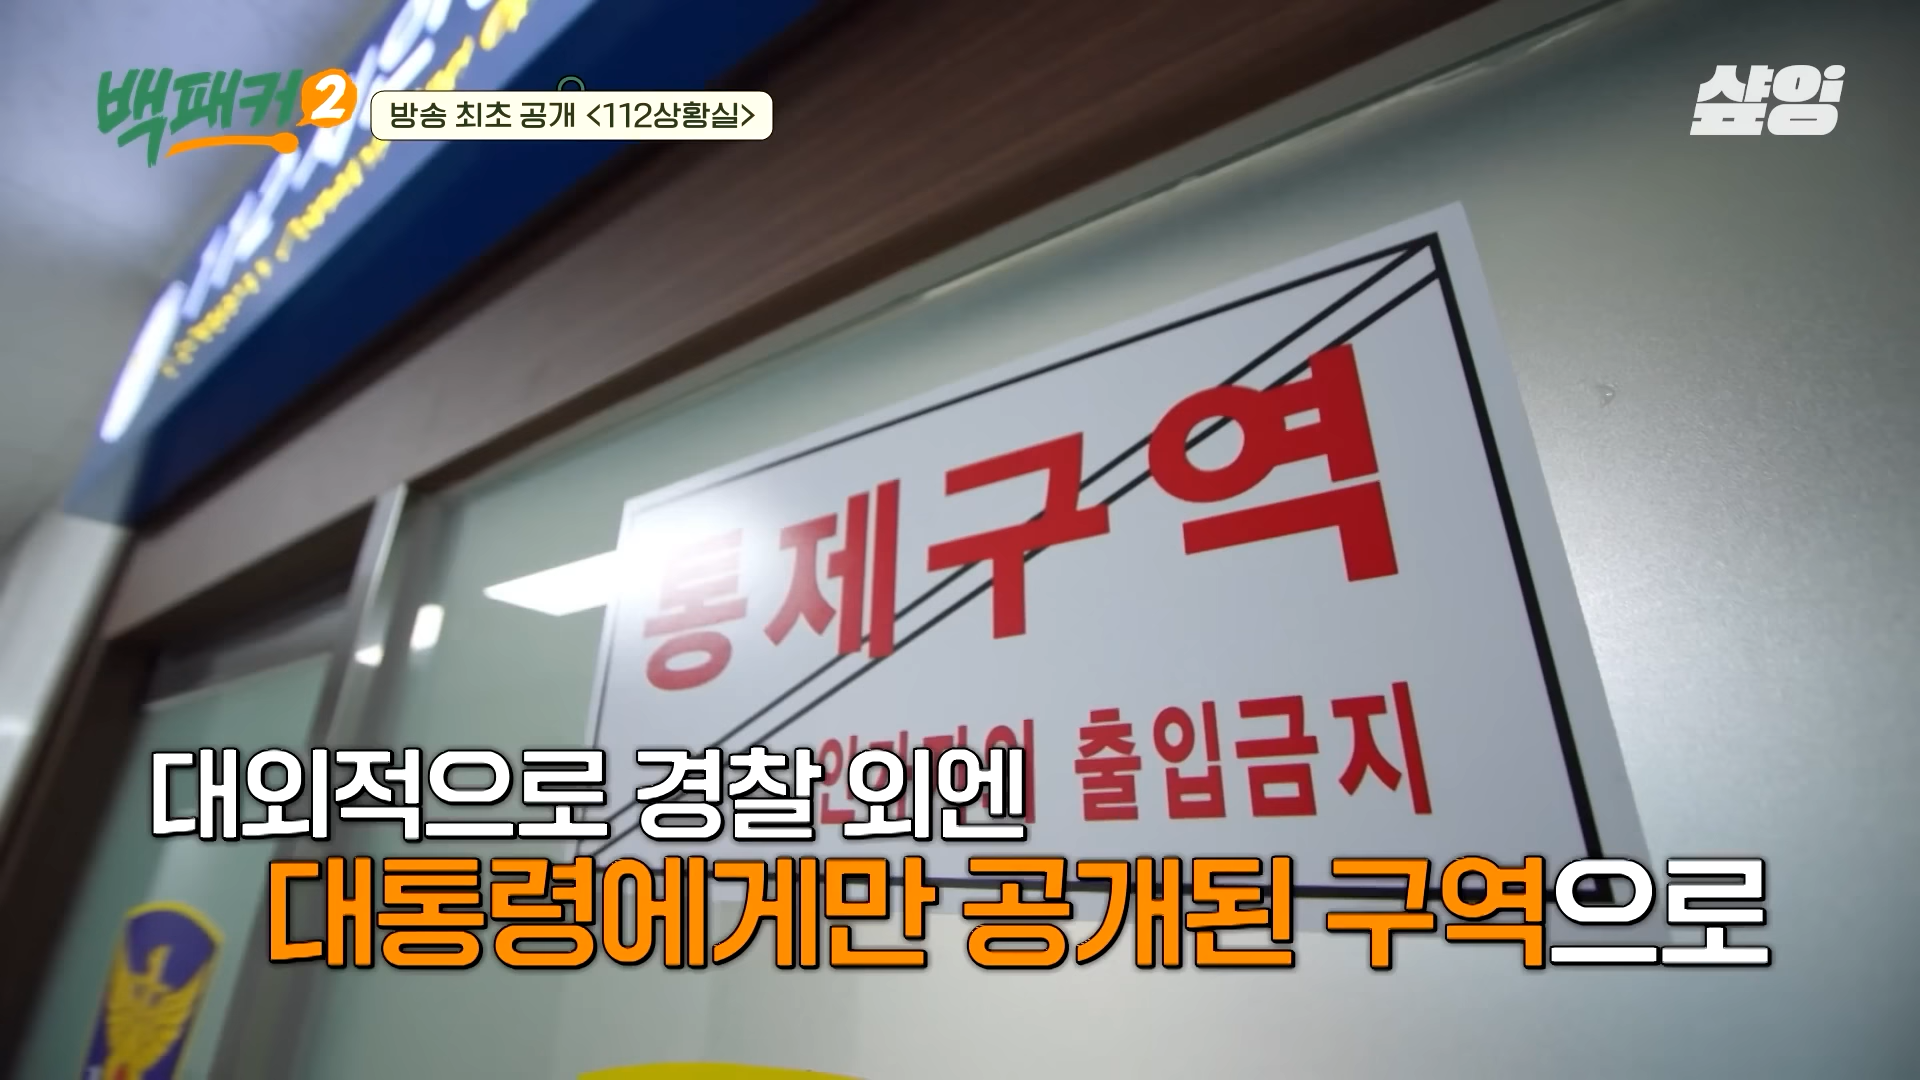 백패커2
방송 최초 공개 <112상황실>
샾잉
통제구역
출입금지
대외적으로 경찰 외엔
대통령에게만 공개된 구역으로